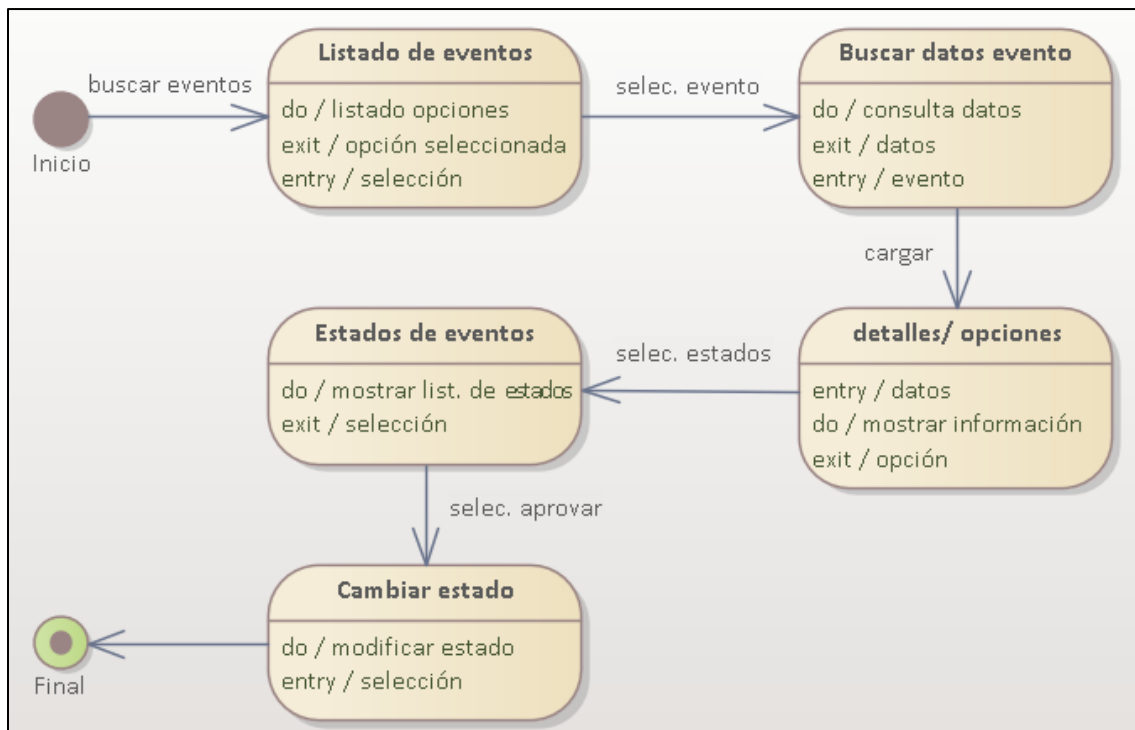 buscar eventos
Inicio
Listado de eventos
do / listado opciones
exit / opción seleccionada
entry / selección
selec. evento
Buscar datos evento
do / consulta datos
exit / datos
entry / evento
cargar
detalles/ opciones
entry / datos
do / mostrar información
exit / opción
selec. estados
Estados de eventos
do / mostrar list. de estados
exit / selección
selec. aprovar
Cambiar estado
do / modificar estado
entry / selección
Final